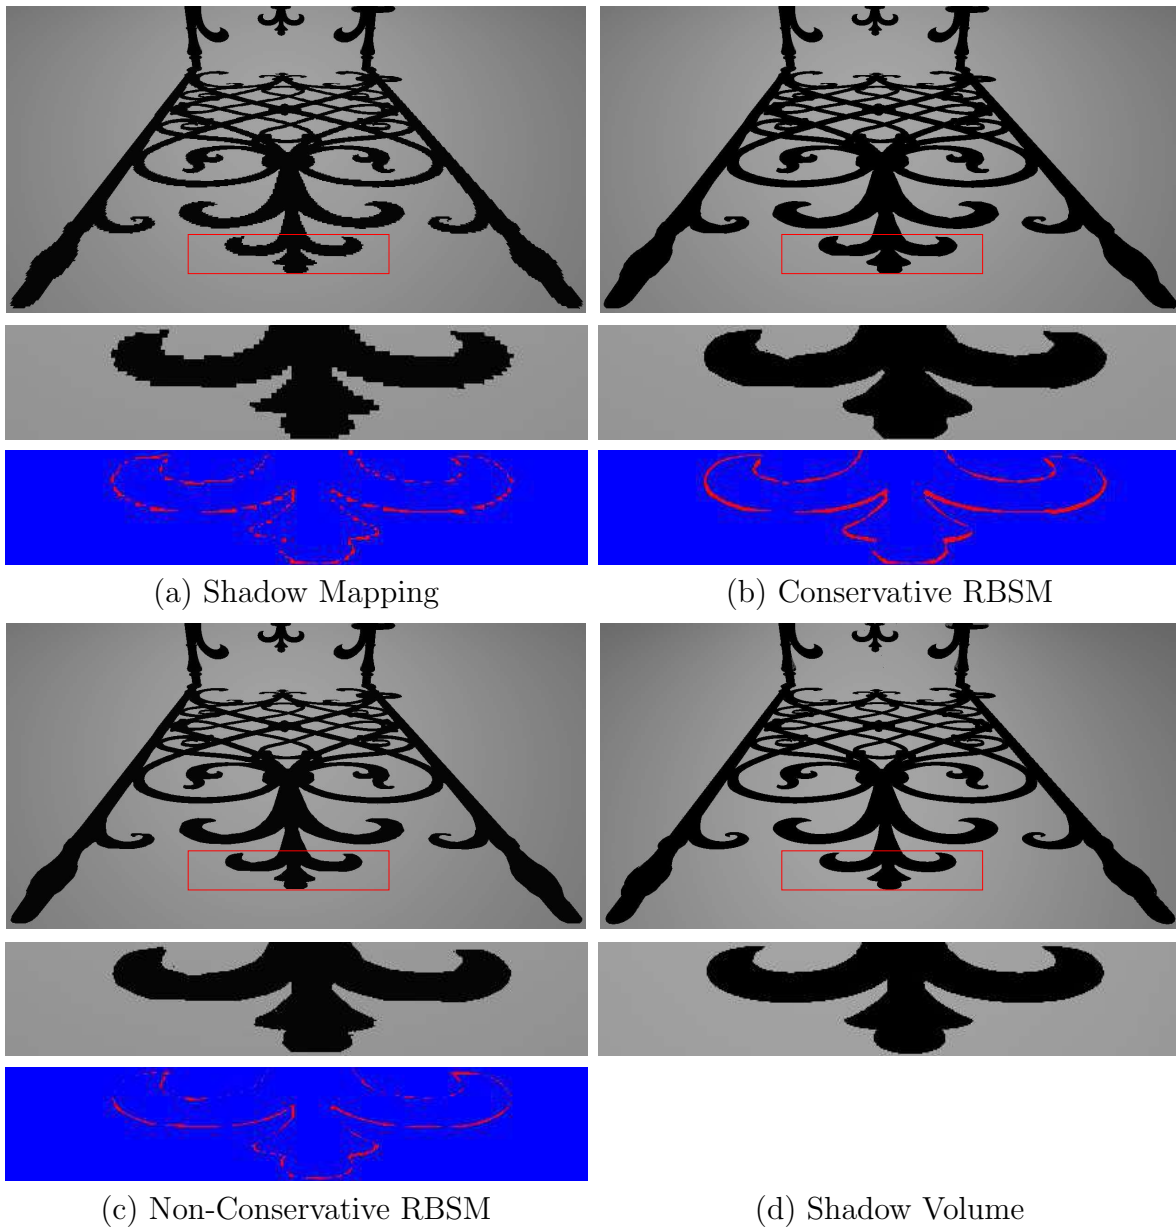 (a) Shadow Mapping
(b) Conservative RBSM
(c) Non-Conservative RBSM
(d) Shadow Volume